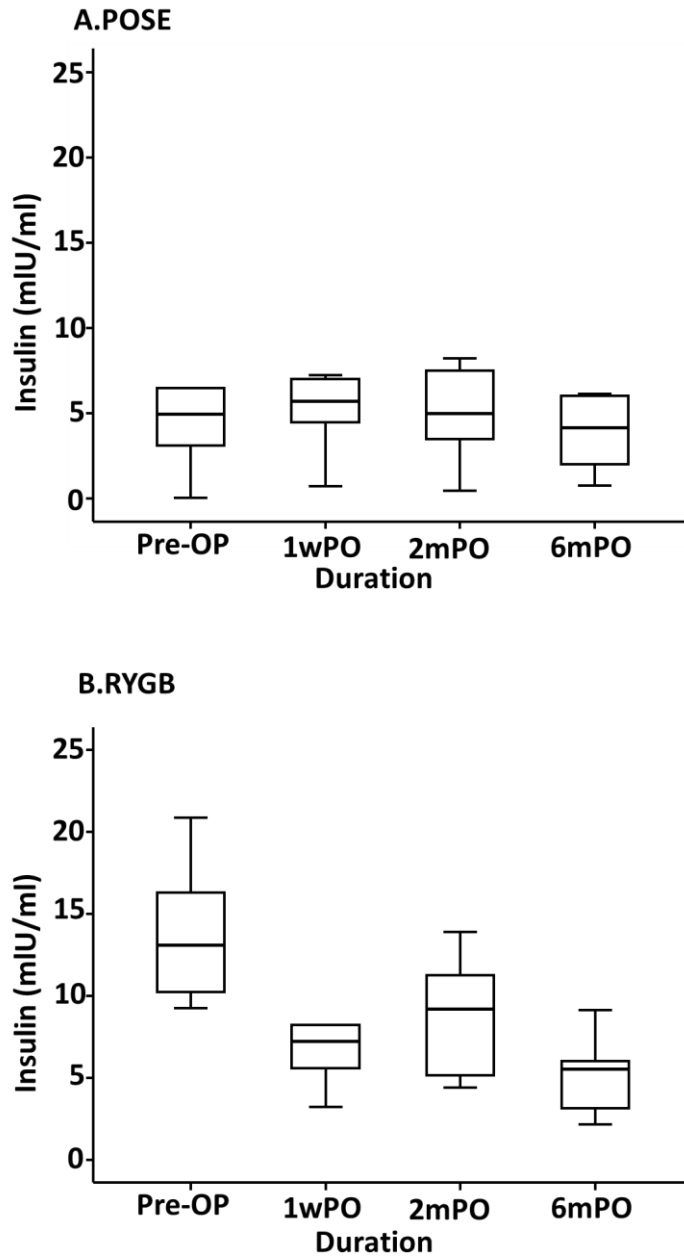 A.POSE
25
20
15
10
5
0
Insulin (mIU/ml)
Pre-OP 1wPO 2mPO 6mPO
Duration
B.RYGB
25
20
15
10
5
0
Insulin (mIU/ml)
Pre-OP 1wPO 2mPO 6mPO
Duration